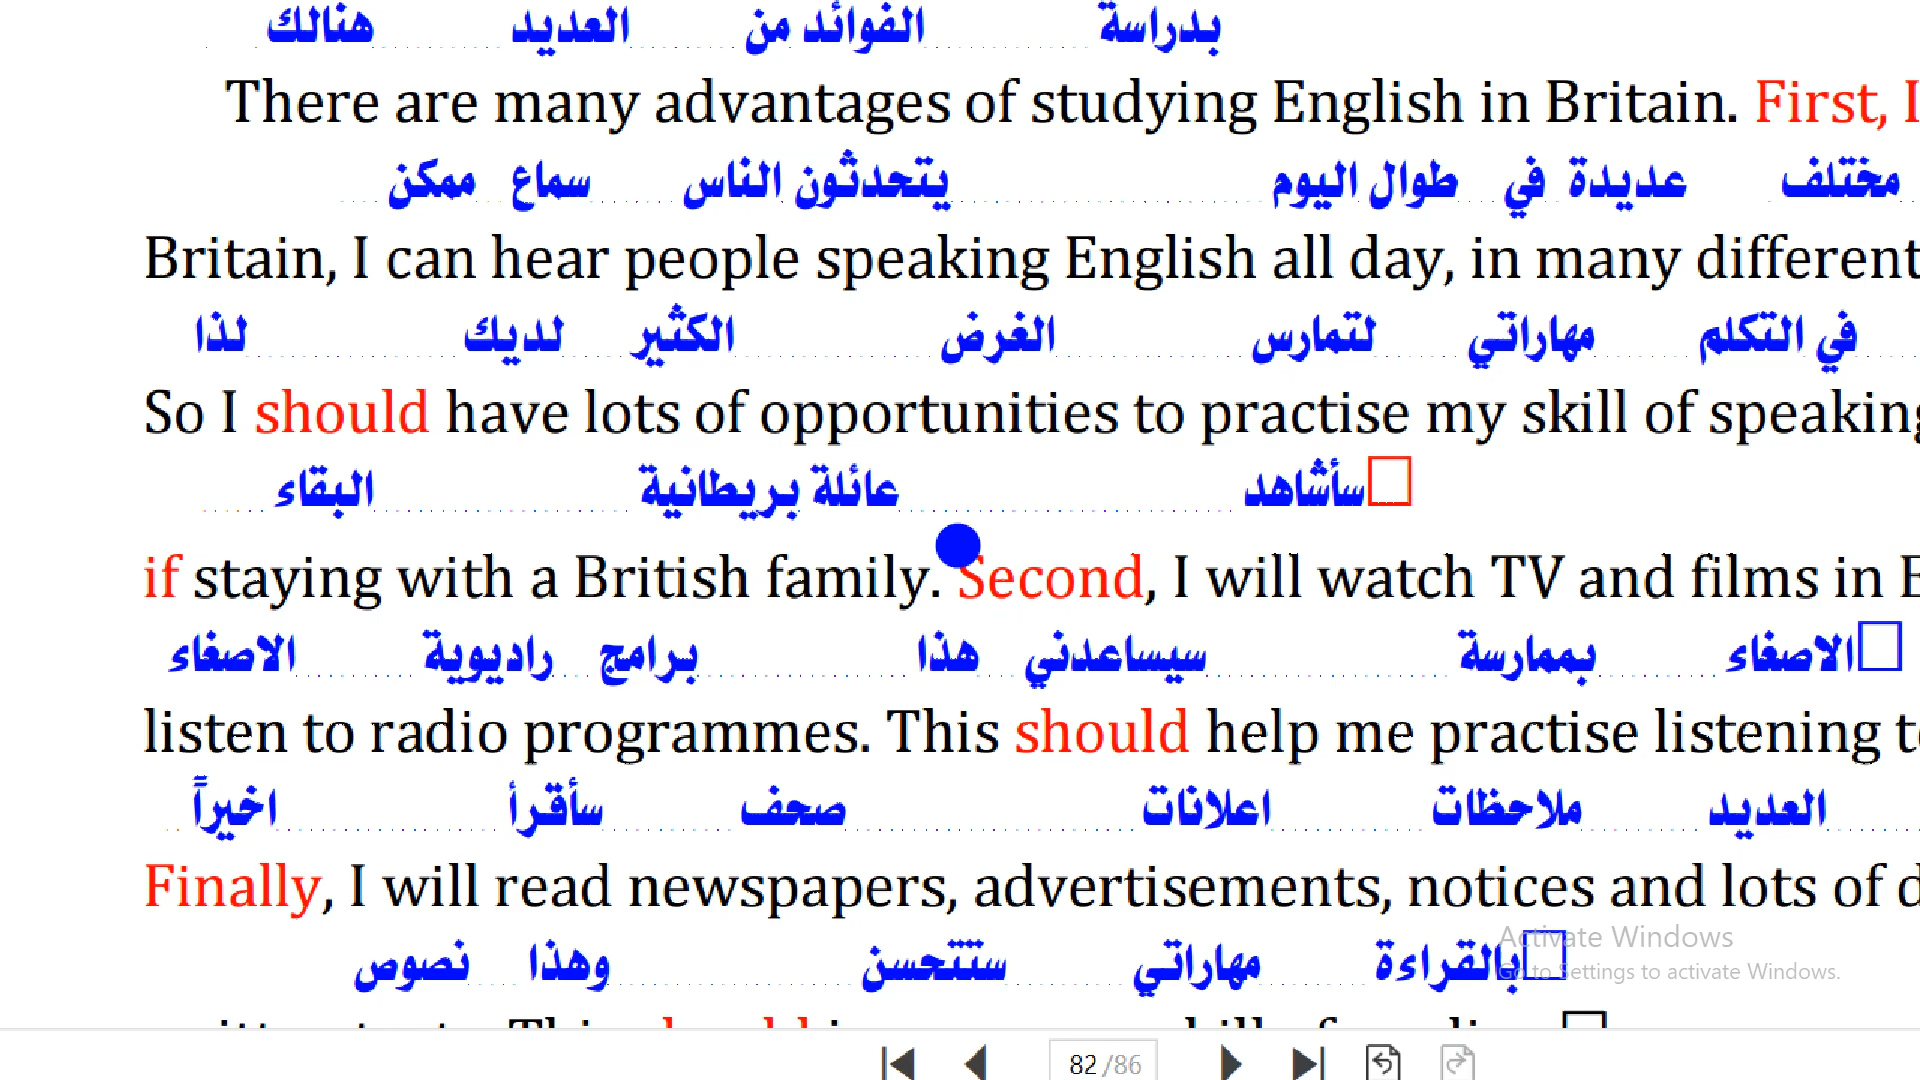 هنالك العديد من الفوائد بدراسة
There are many advantages of studying English in Britain. First, I
ممكن سماع الناس يتحدثون طوال اليوم في عديدة مختلف
Britain, I can hear people speaking English all day, in many different
لذا لديك الكثير الغرض لتمارس مهاراتي في التكلم
So I should have lots of opportunities to practise my skill of speaking
البقاء عائلة بريطانية سأشاهد
if staying with a British family. Second, I will watch TV and films in E
الاصغاء راديوية برامج هذا سيساعدني بممارسة الاصغاء
listen to radio programmes. This should help me practise listening to
اخيراً سأقرأ صحف اعلانات ملاحظات العديد
Finally, I will read newspapers, advertisements, notices and lots of d
نصوص وهذا ستتحسن مهاراتي بالقراءة
Activate Windows
Go to Settings to activate Windows.
82 /86